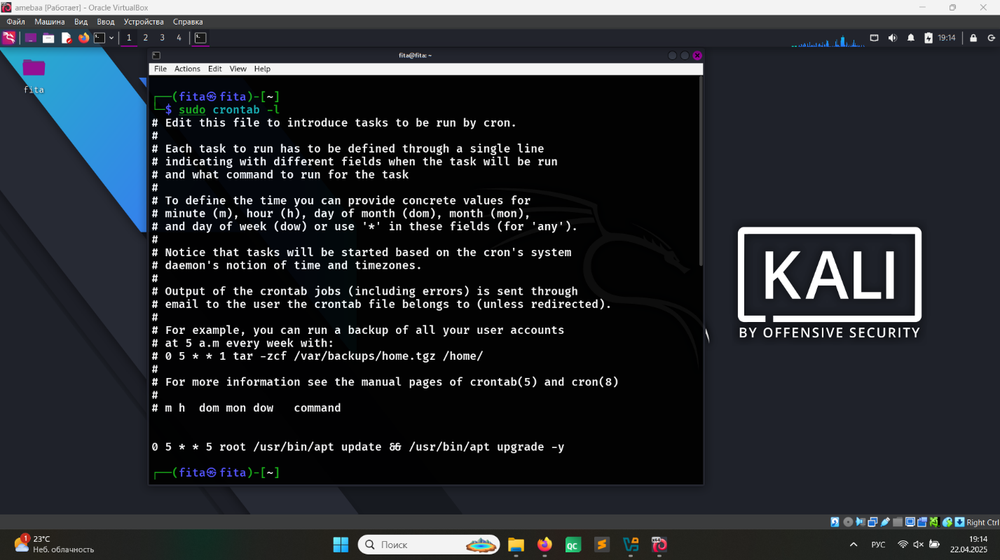 amebaa [Работает] - Oracle VirtualBox
Файл Машина Вид Ввод Устройства Справка
1 2 3 4
19:14
fita
fita@fita: ~
File Actions Edit View Help
┌──(fita㉿fita)-[~]
└─$ sudo crontab -l
# Edit this file to introduce tasks to be run by cron.
#
# Each task to run has to be defined through a single line
# indicating with different fields when the task will be run
# and what command to run for the task
#
# To define the time you can provide concrete values for
# minute (m), hour (h), day of month (dom), month (mon),
# and day of week (dow) or use '*' in these fields (for 'any').
#
# Notice that tasks will be started based on the cron's system
# daemon's notion of time and timezones.
#
# Output of the crontab jobs (including errors) is sent through
# email to the user the crontab file belongs to (unless redirected).
#
# For example, you can run a backup of all your user accounts
# at 5 a.m every week with:
# 0 5 * * 1 tar -zcf /var/backups/home.tgz /home/
#
# For more information see the manual pages of crontab(5) and cron(8)
#
# m h  dom mon dow   command
0 5 * * 5 root /usr/bin/apt update && /usr/bin/apt upgrade -y
┌──(fita㉿fita)-[~]
KALI
BY OFFENSIVE SECURITY
Right Ctrl
1
23°C
Неб. облачность
Поиск
QC
x64
РУС
19:14
22.04.2025